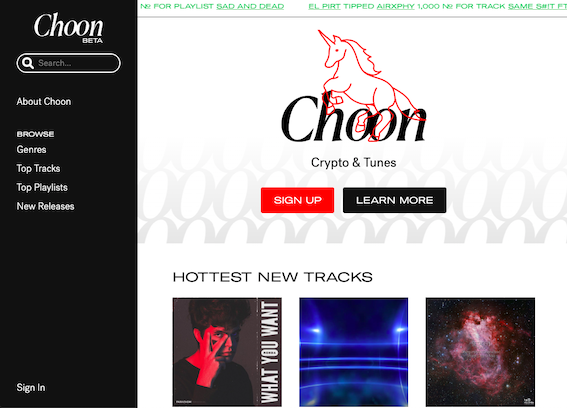 Choon
BETA
Search...
About Choon
BROWSE
Genres
Top Tracks
Top Playlists
New Releases
Sign In
№ FOR PLAYLIST SAD AND DEAD EL PIRT TIPPED AIRXPHY 1,000 № FOR TRACK SAME S#!T FT
Choon
Crypto & Tunes
SIGN UP
LEARN MORE
HOTTEST NEW TRACKS
WHAT YOU WANT